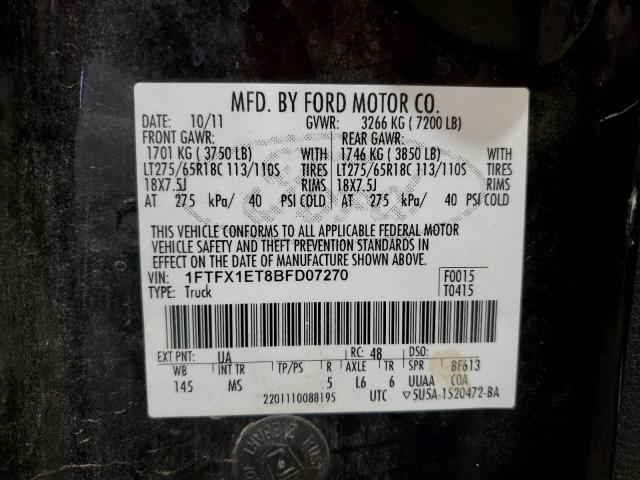 MFD. BY FORD MOTOR CO.
DATE: 10/11 GVWR: 3266 KG ( 7200 LB)
FRONT GAWR: REAR GAWR:
1701 KG ( 3750 LB) WITH 1746 KG ( 3850 LB) WITH
LT275/65R18C 113/110S TIRES LT275/65R18C 113/110S TIRES
18X7.5J RIMS 18X7.5J RIMS
AT 275 kPa/ 40 PSI COLD AT 275 kPa/ 40 PSI COLD
THIS VEHICLE CONFORMS TO ALL APPLICABLE FEDERAL MOTOR
VEHICLE SAFETY AND THEFT PREVENTION STANDARDS IN
EFFECT ON THE DATE OF MANUFACTURE SHOWN ABOVE.
VIN: 1FTFX1ET8BFD07270 F0015
TYPE: Truck T0415
EXT PNT: UA RC: 48 DSO:
WB INT TR TP/PS R AXLE TR SPR BF613
145 MS 5 L6 6 UUAA COA
2201110088195 UTC ▽5U5A-1520472-BA